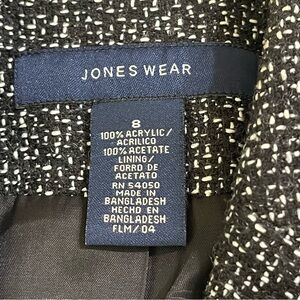 JONES WEAR
8
100% ACRYLIC/
ACRILICO
100% ACETATE
LINING/
FORRO DE
ACETATO
RN 54050
MADE IN
BANGLADESH
HECHO EN
BANGLADESH
FLM/04